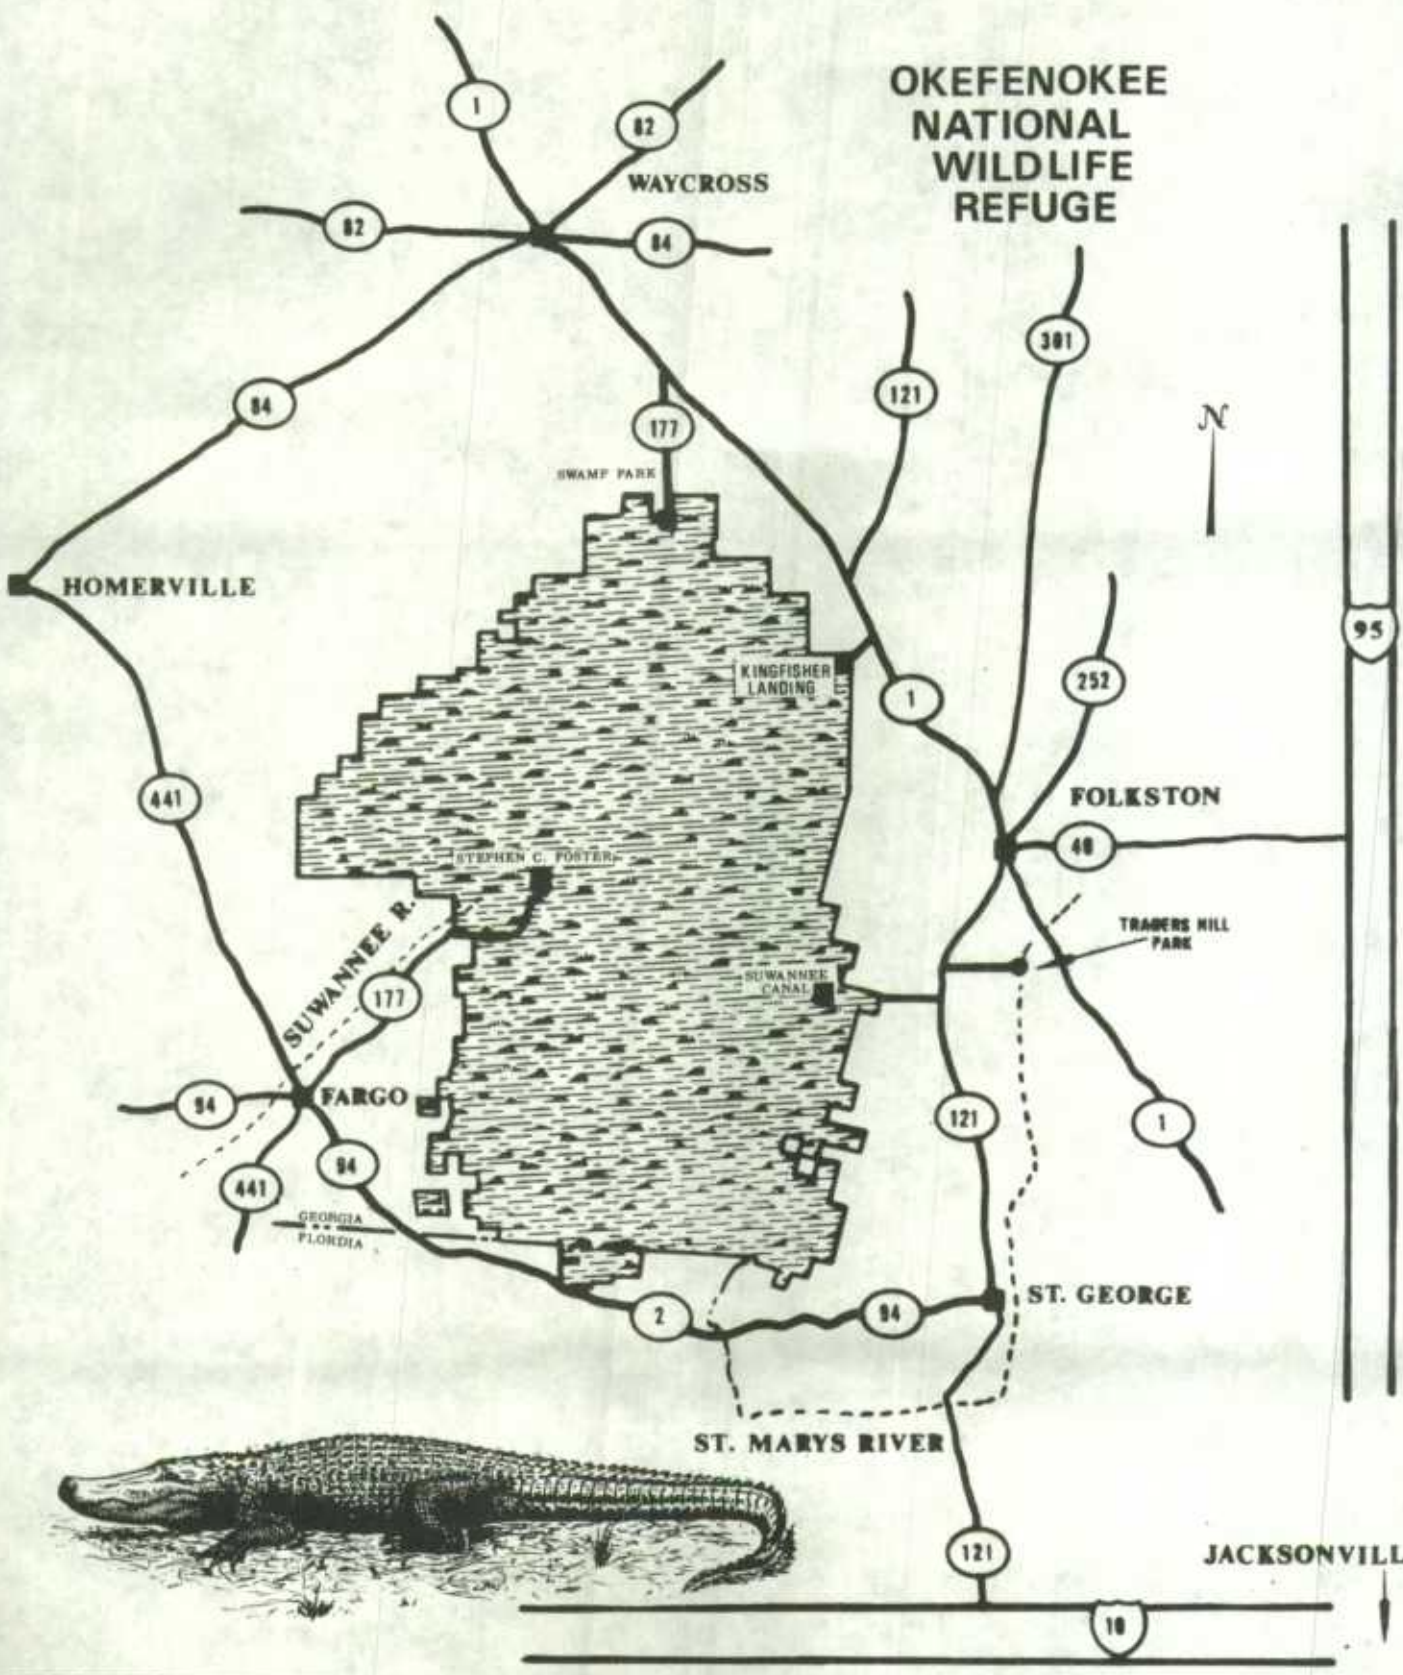 OKEFENOKEE
NATIONAL
WILDLIFE
REFUGE
1
82
WAYCROSS
82
84
301
121
84
177
N
SWAMP PARK
HOMERVILLE
95
KINGFISHER
LANDING
252
1
441
FOLKSTON
40
STEPHEN C. FOSTER
SUWANNEE R.
TRADERS HILL
PARK
SUWANNEE
CANAL
177
FARGO
94
121
1
94
441
GEORGIA
FLORDIA
ST. GEORGE
2
94
ST. MARYS RIVER
121
JACKSONVILL
10